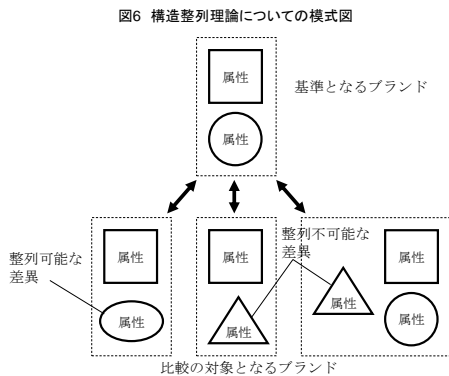 図6 構造整列理論についての模式図
属性
基準となるブランド
属性
整列可能な
差異
整列不可能な
差異
属性
属性
属性
属性
属性
属性
属性
比較の対象となるブランド